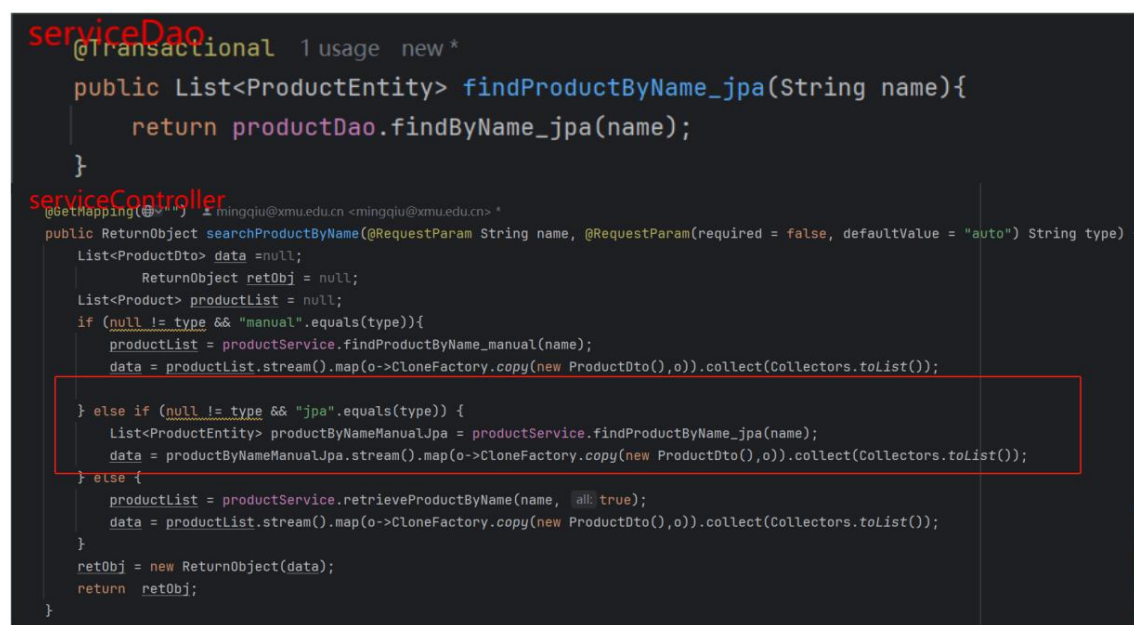 serviceDao
@Transactional 1 usage new *
public List<ProductEntity> findProductByName_jpa(String name){
return productDao.findByName_jpa(name);
}
serviceController
@GetMapping("") mingqiu@xmu.edu.cn <mingqiu@xmu.edu.cn> *
public ReturnObject searchProductByName(@RequestParam String name, @RequestParam(required = false, defaultValue = "auto") String type)
List<ProductDto> data =null;
ReturnObject retObj = null;
List<Product> productList = null;
if (null != type && "manual".equals(type)){
productList = productService.findProductByName_manual(name);
data = productList.stream().map(o->CloneFactory.copy(new ProductDto(),o)).collect(Collectors.toList());
} else if (null != type && "jpa".equals(type)) {
List<ProductEntity> productByNameManualJpa = productService.findProductByName_jpa(name);
data = productByNameManualJpa.stream().map(o->CloneFactory.copy(new ProductDto(),o)).collect(Collectors.toList());
} else {
productList = productService.retrieveProductByName(name, all: true);
data = productList.stream().map(o->CloneFactory.copy(new ProductDto(),o)).collect(Collectors.toList());
}
retObj = new ReturnObject(data);
return retObj;
}